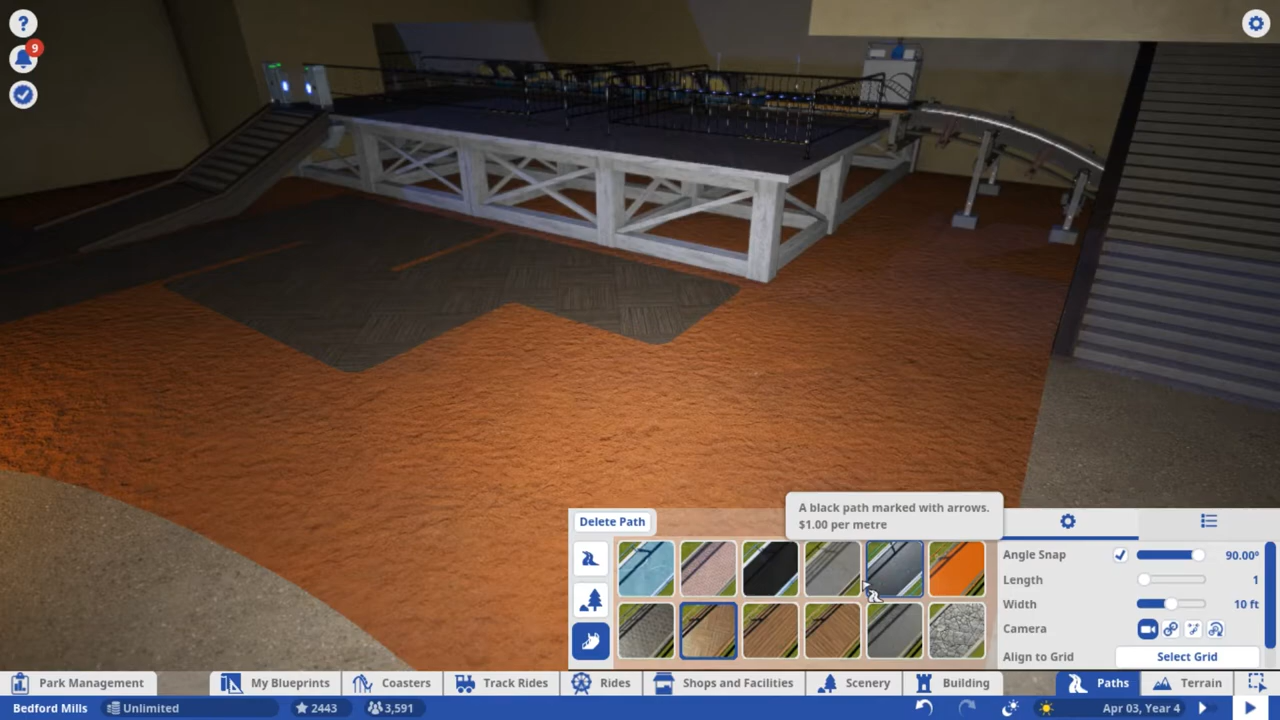 ?
9
A black path marked with arrows.
$1.00 per metre
Delete Path
Angle Snap 90.00°
Length 1
Width 10 ft
Camera
Align to Grid Select Grid
Park Management My Blueprints Coasters Track Rides Rides Shops and Facilities Scenery Building Paths Terrain
Bedford Mills Unlimited 2443 3,591 Apr 03, Year 4